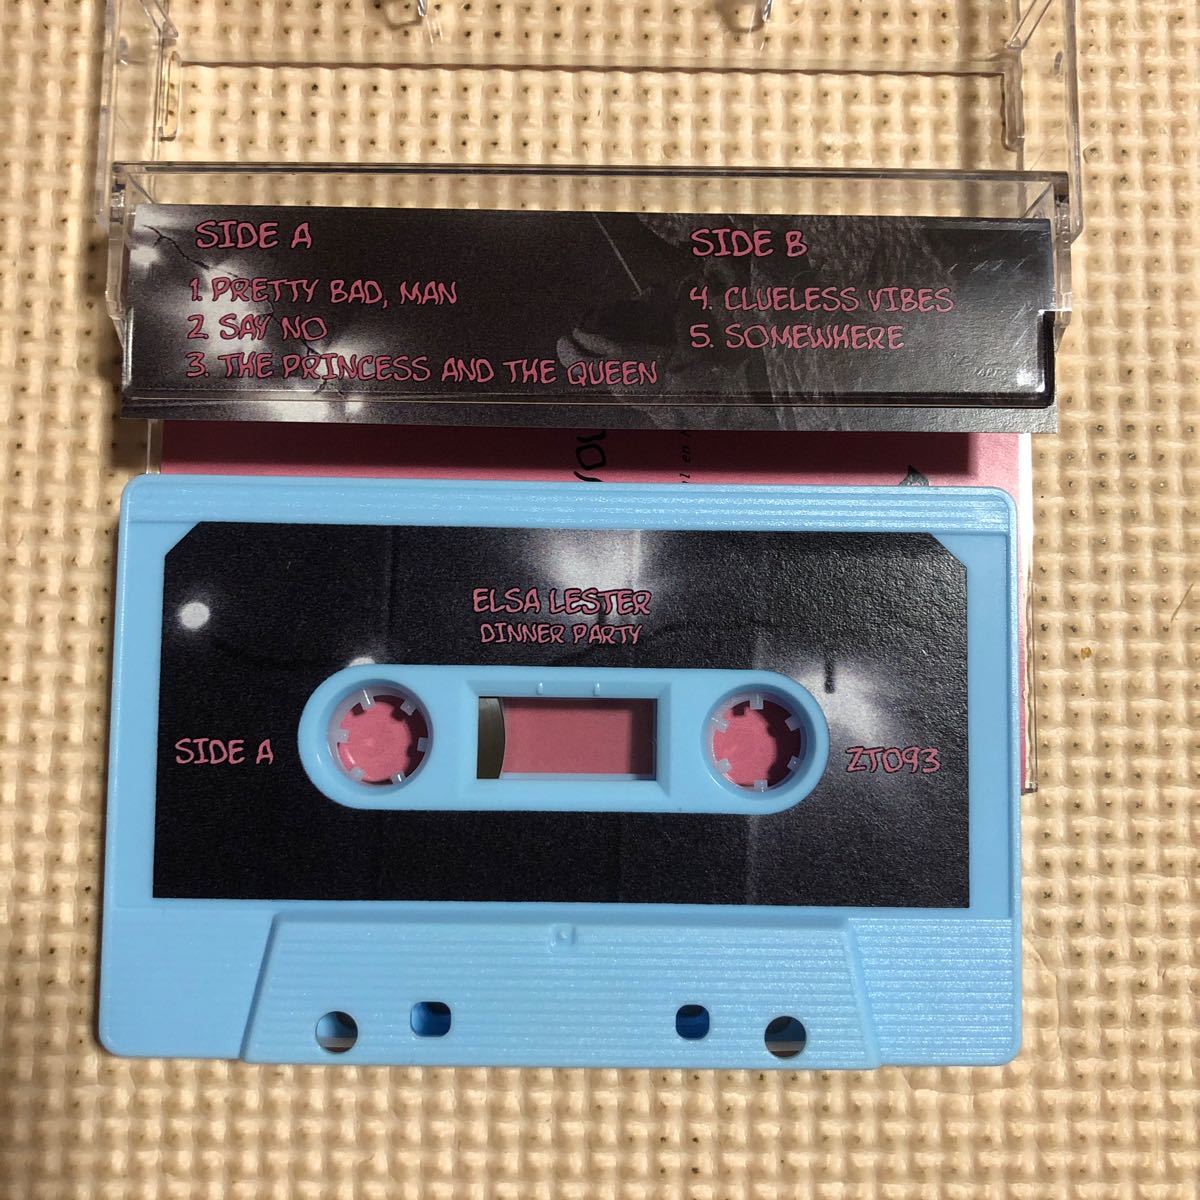 SIDE A
1. PRETTY BAD, MAN
2. SAY NO
3. THE PRINCESS AND THE QUEEN
SIDE B
4. CLUELESS VIBES
5. SOMEWHERE
ELSA LESTER
DINNER PARTY
SIDE A
ZT093